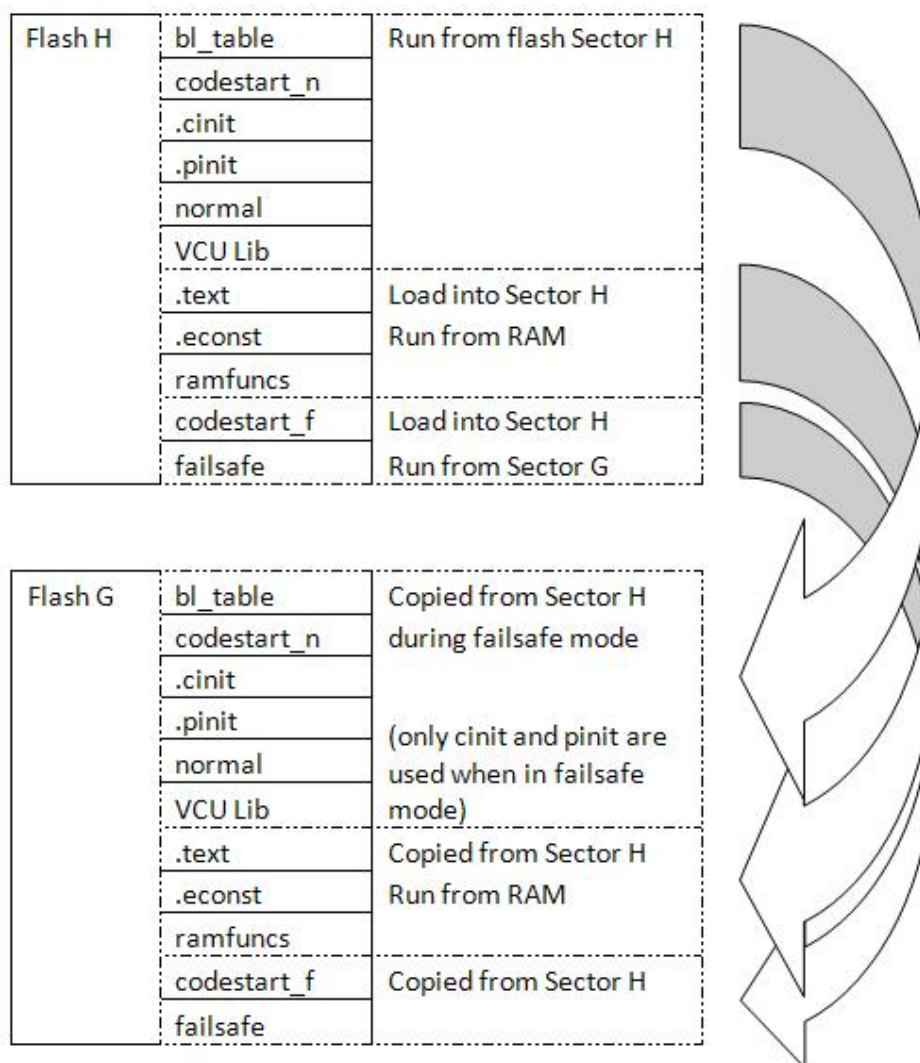 Flash H bl_table Run from flash Sector H
codestart_n
.cinit
.pinit
normal
VCU Lib
.text Load into Sector H
.econst Run from RAM
ramfuncs
codestart_f Load into Sector H
failsafe Run from Sector G
Flash G bl_table Copied from Sector H
codestart_n during failsafe mode
.cinit
.pinit (only cinit and pinit are
normal used when in failsafe
VCU Lib mode)
.text Copied from Sector H
.econst Run from RAM
ramfuncs
codestart_f Copied from Sector H
failsafe